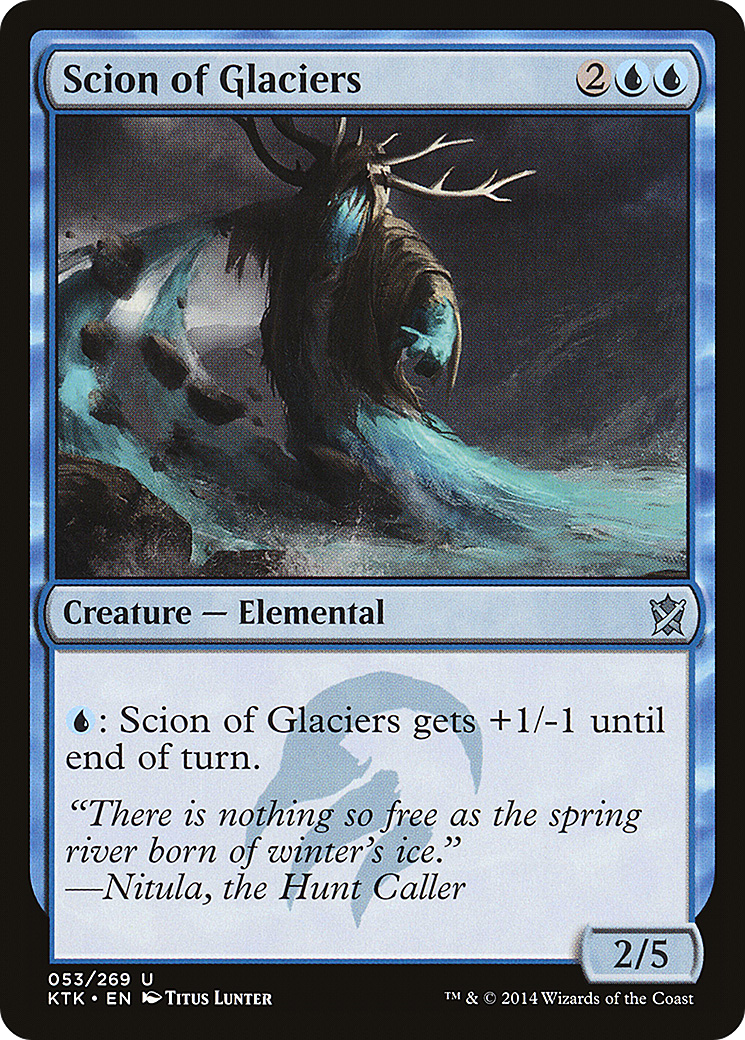 Scion of Glaciers 2
Creature — Elemental
: Scion of Glaciers gets +1/-1 until
end of turn.
“There is nothing so free as the spring
river born of winter’s ice.”
—Nitula, the Hunt Caller
2/5
053/269 U
KTK • EN Titus Lunter
™ & © 2014 Wizards of the Coast